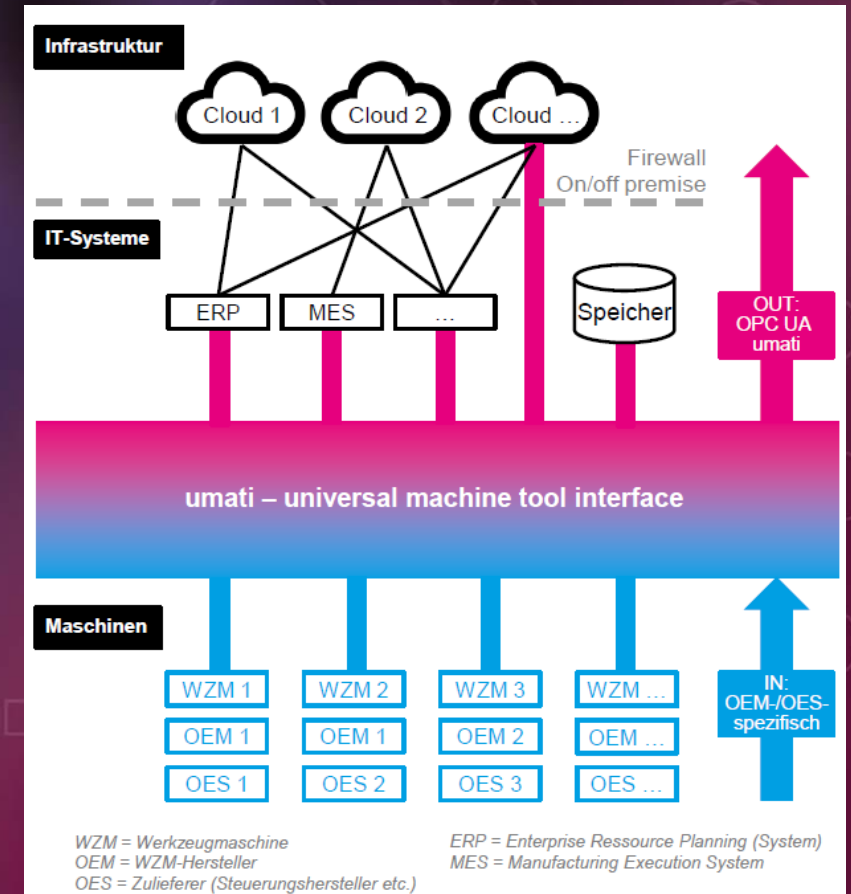 Infrastruktur
Cloud 1
Cloud 2
Cloud ...
Firewall
On/off premise
IT-Systeme
ERP
MES
...
Speicher
OUT:
OPC UA
umati
umati – universal machine tool interface
Maschinen
WZM 1
WZM 2
WZM 3
WZM ...
OEM 1
OEM 1
OEM 2
OEM ...
OES 1
OES 2
OES 3
OES ...
IN:
OEM-/OES-
spezifisch
WZM = Werkzeugmaschine
OEM = WZM-Hersteller
OES = Zulieferer (Steuerungshersteller etc.)
ERP = Enterprise Ressource Planning (System)
MES = Manufacturing Execution System